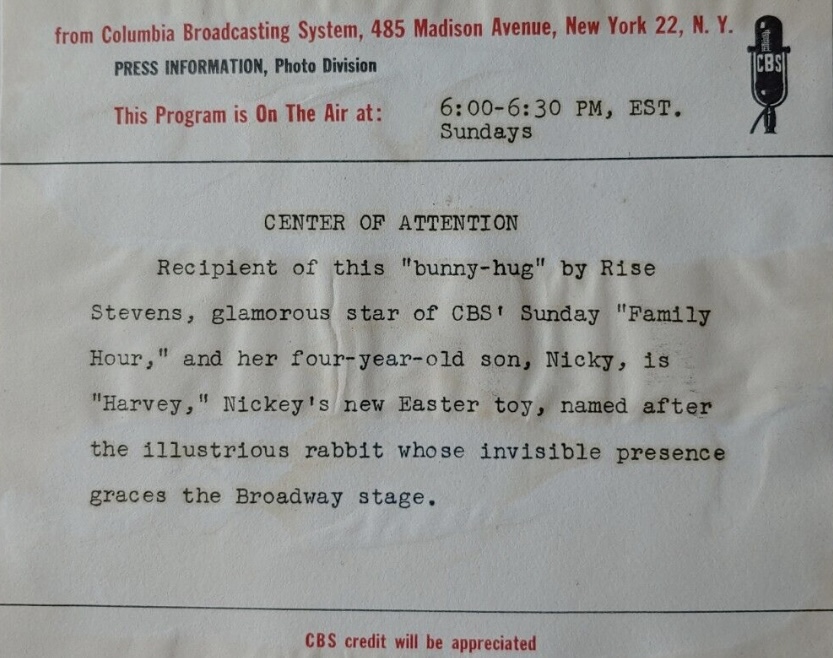 from Columbia Broadcasting System, 485 Madison Avenue, New York 22, N. Y.
PRESS INFORMATION, Photo Division
This Program is On The Air at: 6:00-6:30 PM, EST.
Sundays
CBS
CENTER OF ATTENTION
Recipient of this "bunny-hug" by Rise
Stevens, glamorous star of CBS' Sunday "Family
Hour," and her four-year-old son, Nicky, is
"Harvey," Nickey's new Easter toy, named after
the illustrious rabbit whose invisible presence
graces the Broadway stage.
CBS credit will be appreciated